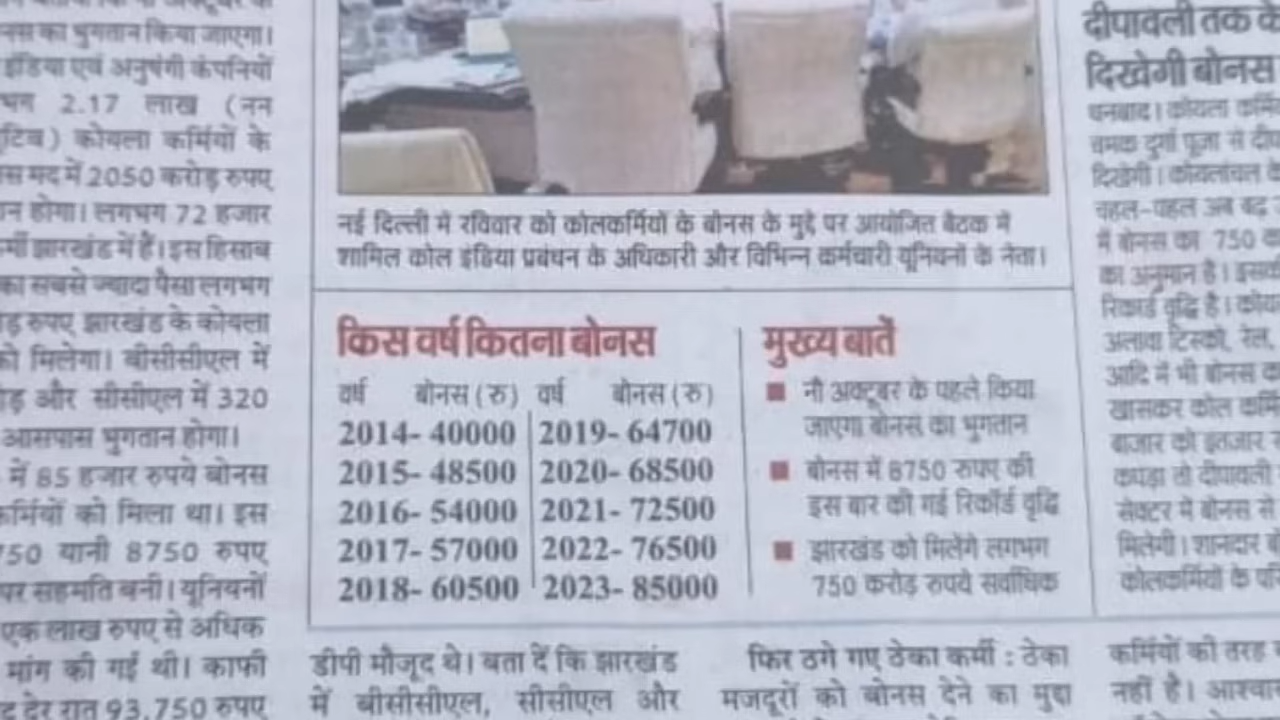 नस का भुगतान किया जाएगा।
इंडिया एवं अनुषंगी कंपनियों
2.17 लाख (नन
कोयला कर्मियों के
मद में 2050 करोड़ रुपए
होगा। लगभग 72 हजार
झारखंड में हैं। इस हिसाब
का सबसे ज्यादा पैसा लगभग
रुपए झारखंड के कोयला
को मिलेगा। बीसीसीएल में
और सीसीएल में 320
आसपास भुगतान होगा।
में 85 हजार रुपये बोनस
कर्मियों को मिला था। इस
750 यानी 8750 रुपए
पर सहमति बनी। यूनियनों
एक लाख रुपए से अधिक
मांग की गई थी। काफी
देर रात 93,750 रुपए
नई दिल्ली में रविवार को कोलकर्मियों के बोनस के मुद्दे पर आयोजित बैठक में
शामिल कोल इंडिया प्रबंधन के अधिकारी और विभिन्न कर्मचारी यूनियनों के नेता।
किस वर्ष कितना बोनस
वर्ष बोनस (रु) वर्ष बोनस (रु)
2014- 40000 2019- 64700
2015- 48500 2020- 68500
2016- 54000 2021- 72500
2017- 57000 2022- 76500
2018- 60500 2023- 85000
मुख्य बातें
नौ अक्टूबर के पहले किया
जाएगा बोनस का भुगतान
बोनस में 8750 रुपए की
इस बार की गई रिकॉर्ड वृद्धि
झारखंड को मिलेंगे लगभग
750 करोड़ रुपये सर्वाधिक
डीपी मौजूद थे। बता दें कि झारखंड
में बीसीसीएल, सीसीएल और
फिर ठगे गए ठेका कर्मी : ठेका
मजदूरों को बोनस देने का मुद्दा
दीपावली तक के
दिखेगी बोनस
धनबाद। कोयला
चमक दुर्गा पूजा से
दिखेगी। कोयलांचल के
चहल-पहल अब बढ़
में बोनस का 750
का अनुमान है।
रिकार्ड वृद्धि है।
अलावा टिस्को, रेल,
आदि में भी बोनस
खासकर कोल
बाजार को इंतजार
कपड़ा तो दीपावली
सेक्टर में बोनस से
मिलेगी। शानदार
कोलकर्मियों के
कर्मियों की तरह
नहीं है।